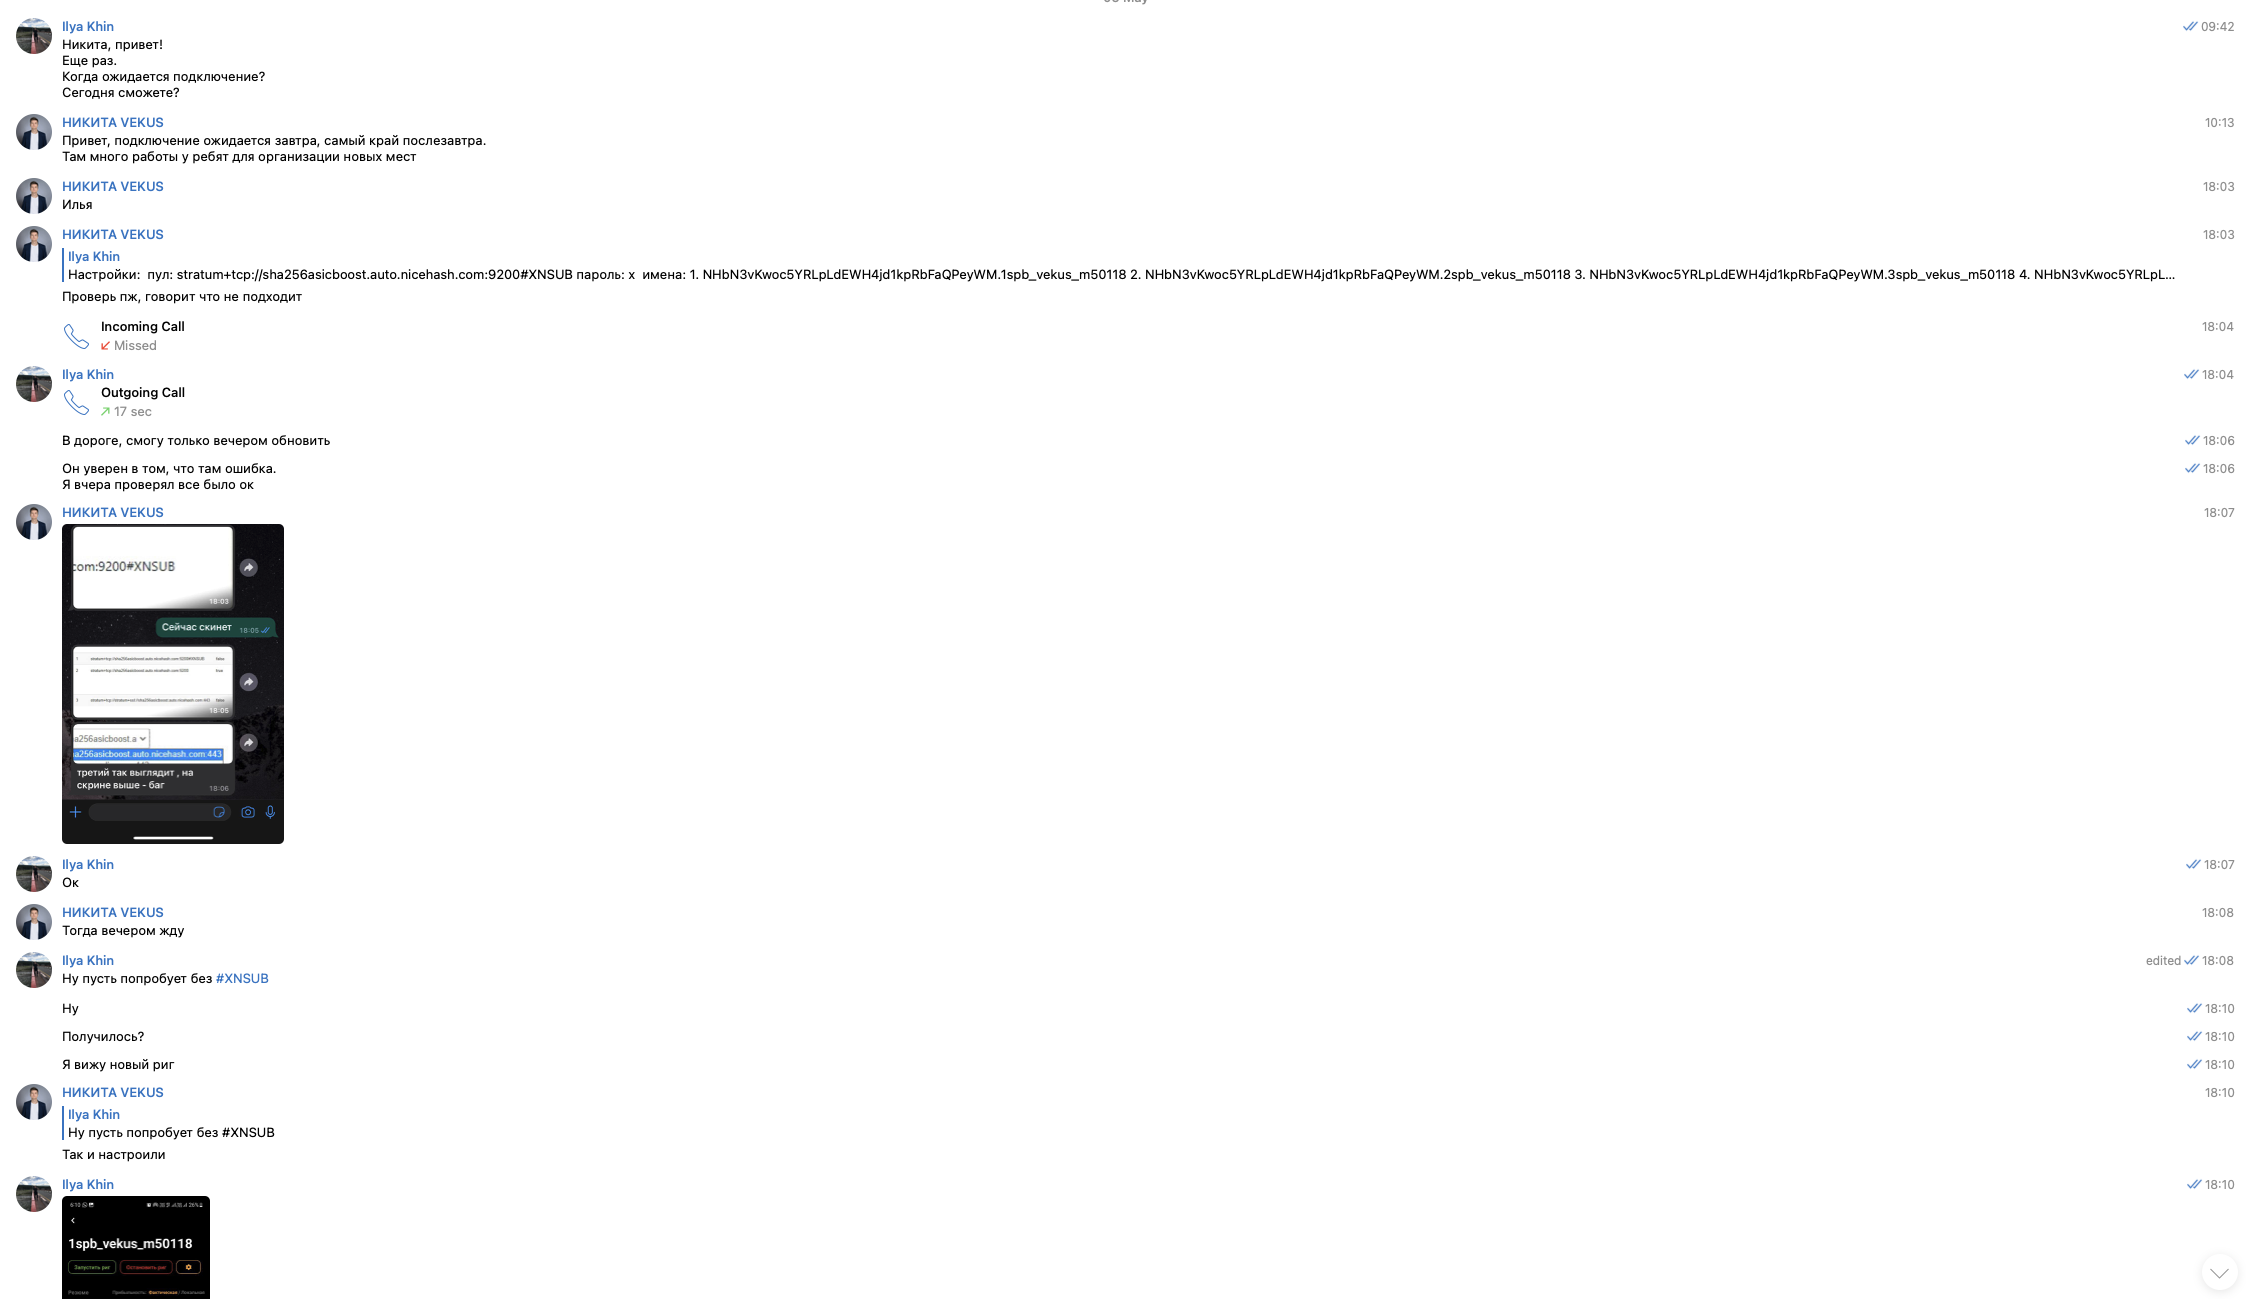 Ilya Khin
09:42
Никита, привет!
Еще раз.
Когда ожидается подключение?
Сегодня сможете?
НИКИТА VEKUS
10:13
Привет, подключение ожидается завтра, самый край послезавтра.
Там много работы у ребят для организации новых мест
НИКИТА VEKUS
18:03
Илья
НИКИТА VEKUS
18:03
Ilya Khin
Настройки: пул: stratum+tcp://sha256asicboost.auto.nicehash.com:9200#XNSUB пароль: x имена: 1. NHbN3vKwoc5YRLpLdEWH4jd1kpRbFaQPeyWM.1spb_vekus_m50118 2. NHbN3vKwoc5YRLpLdEWH4jd1kpRbFaQPeyWM.2spb_vekus_m50118 3. NHbN3vKwoc5YRLpLdEWH4jd1kpRbFaQPeyWM.3spb_vekus_m50118 4. NHbN3vKwoc5YRLpL...
Проверь пж, говорит что не подходит
Incoming Call
18:04
Missed
Ilya Khin
18:04
Outgoing Call
17 sec
В дороге, смогу только вечером обновить
18:06
Он уверен в том, что там ошибка.
18:06
Я вчера проверял все было ок
НИКИТА VEKUS
18:07
com:9200#XNSUB
18:03
Сейчас скинет
18:05
18:05
a256asicboost.a
a256asicboost.auto.nicehash.com:443
третий так выглядит , на
скрине выше - баг
18:06
Ilya Khin
18:07
Ок
НИКИТА VEKUS
18:08
Тогда вечером жду
Ilya Khin
edited 18:08
Ну пусть попробует без #XNSUB
Ну
18:10
Получилось?
18:10
Я вижу новый риг
18:10
НИКИТА VEKUS
18:10
Ilya Khin
Ну пусть попробует без #XNSUB
Так и настроили
Ilya Khin
18:10
1spb_vekus_m50118
Запустить риг
Остановить риг